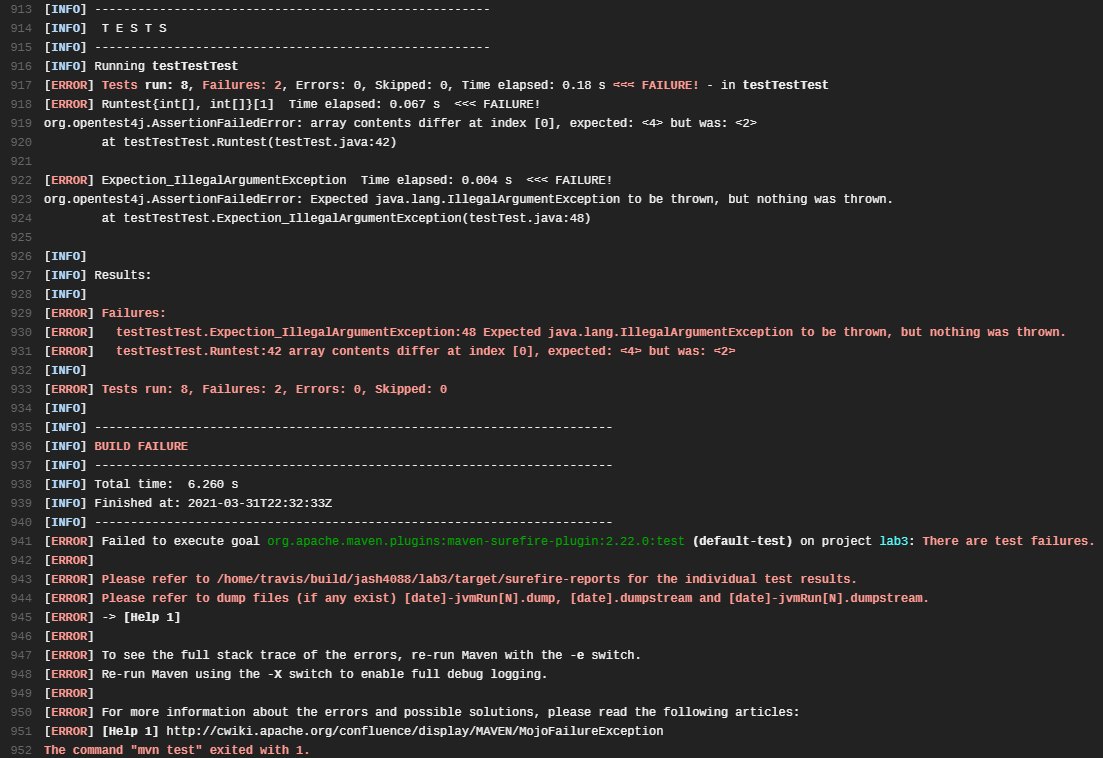 913 [INFO] -------------------------------------------------------
914 [INFO]  T E S T S
915 [INFO] -------------------------------------------------------
916 [INFO] Running testTestTest
917 [ERROR] Tests run: 8, Failures: 2, Errors: 0, Skipped: 0, Time elapsed: 0.18 s <<< FAILURE! - in testTestTest
918 [ERROR] Runtest{int[], int[]}[1]  Time elapsed: 0.067 s  <<< FAILURE!
919 org.opentest4j.AssertionFailedError: array contents differ at index [0], expected: <4> but was: <2>
920         at testTestTest.Runtest(testTest.java:42)
921
922 [ERROR] Expection_IllegalArgumentException  Time elapsed: 0.004 s  <<< FAILURE!
923 org.opentest4j.AssertionFailedError: Expected java.lang.IllegalArgumentException to be thrown, but nothing was thrown.
924         at testTestTest.Expection_IllegalArgumentException(testTest.java:48)
925
926 [INFO]
927 [INFO] Results:
928 [INFO]
929 [ERROR] Failures:
930 [ERROR]   testTestTest.Expection_IllegalArgumentException:48 Expected java.lang.IllegalArgumentException to be thrown, but nothing was thrown.
931 [ERROR]   testTestTest.Runtest:42 array contents differ at index [0], expected: <4> but was: <2>
932 [INFO]
933 [ERROR] Tests run: 8, Failures: 2, Errors: 0, Skipped: 0
934 [INFO]
935 [INFO] ------------------------------------------------------------------------
936 [INFO] BUILD FAILURE
937 [INFO] ------------------------------------------------------------------------
938 [INFO] Total time:  6.260 s
939 [INFO] Finished at: 2021-03-31T22:32:33Z
940 [INFO] ------------------------------------------------------------------------
941 [ERROR] Failed to execute goal org.apache.maven.plugins:maven-surefire-plugin:2.22.0:test (default-test) on project lab3: There are test failures.
942 [ERROR]
943 [ERROR] Please refer to /home/travis/build/jash4088/lab3/target/surefire-reports for the individual test results.
944 [ERROR] Please refer to dump files (if any exist) [date]-jvmRun[N].dump, [date].dumpstream and [date]-jvmRun[N].dumpstream.
945 [ERROR] -> [Help 1]
946 [ERROR]
947 [ERROR] To see the full stack trace of the errors, re-run Maven with the -e switch.
948 [ERROR] Re-run Maven using the -X switch to enable full debug logging.
949 [ERROR]
950 [ERROR] For more information about the errors and possible solutions, please read the following articles:
951 [ERROR] [Help 1] http://cwiki.apache.org/confluence/display/MAVEN/MojoFailureException
952 The command "mvn test" exited with 1.